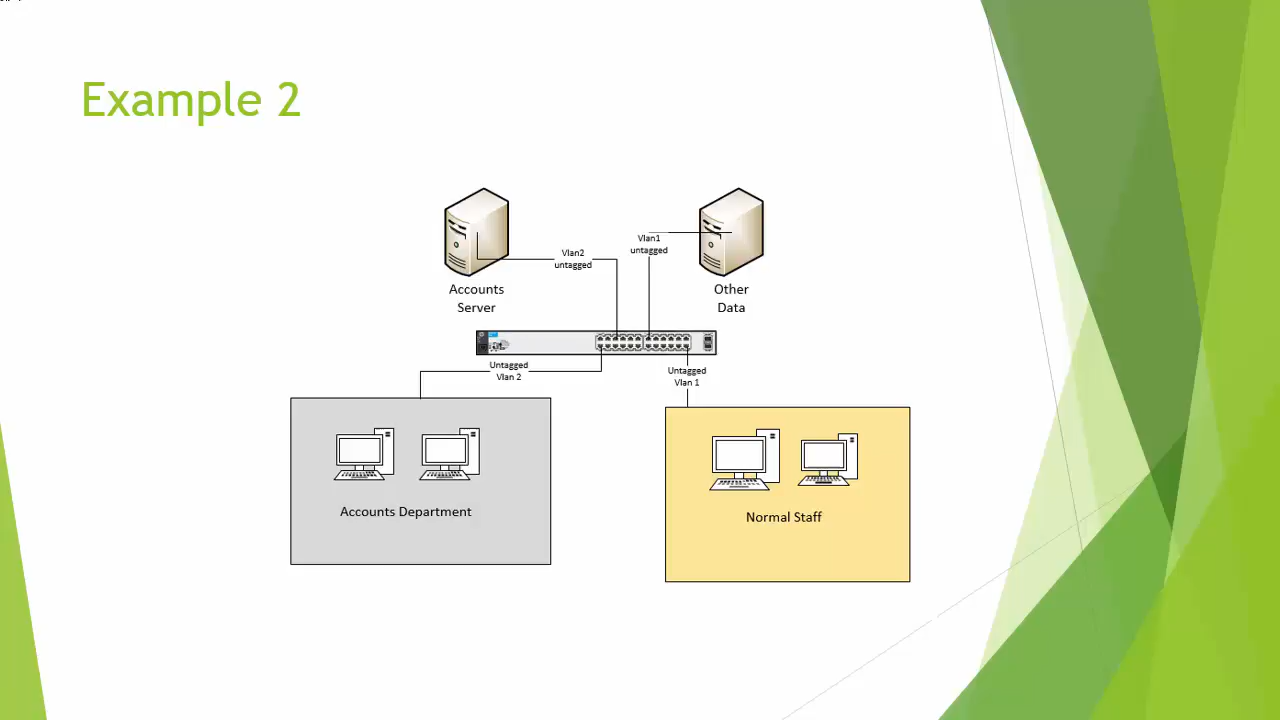 Example 2
Vlan2
untagged
Vlan1
untagged
Accounts
Server
Other
Data
Untagged
Vlan 2
Untagged
Vlan 1
Accounts Department
Normal Staff